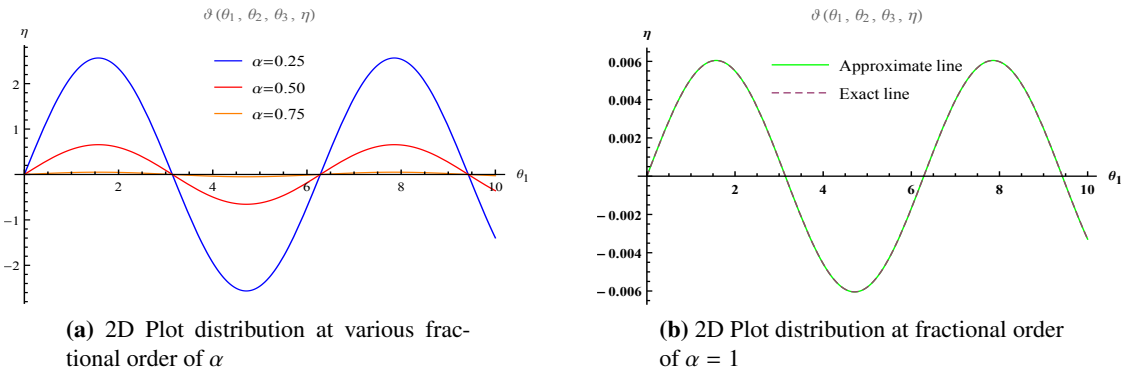 ϑ (θ1 , θ2 , θ3 , η)
η
α=0.25
α=0.50
α=0.75
2
1
−1
−2
2
4
6
8
10
θ1
(a) 2D Plot distribution at various frac-
tional order of α
ϑ (θ1 , θ2 , θ3 , η)
η
Approximate line
Exact line
0.006
0.004
0.002
−0.002
−0.004
−0.006
2
4
6
8
10
θ1
(b) 2D Plot distribution at fractional order
of α = 1